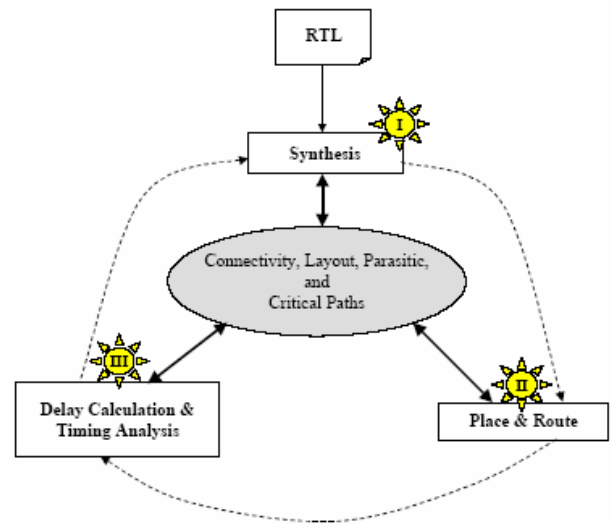 RTL
I
Synthesis
Connectivity, Layout, Parasitic,
and
Critical Paths
III
Delay Calculation &
Timing Analysis
II
Place & Route